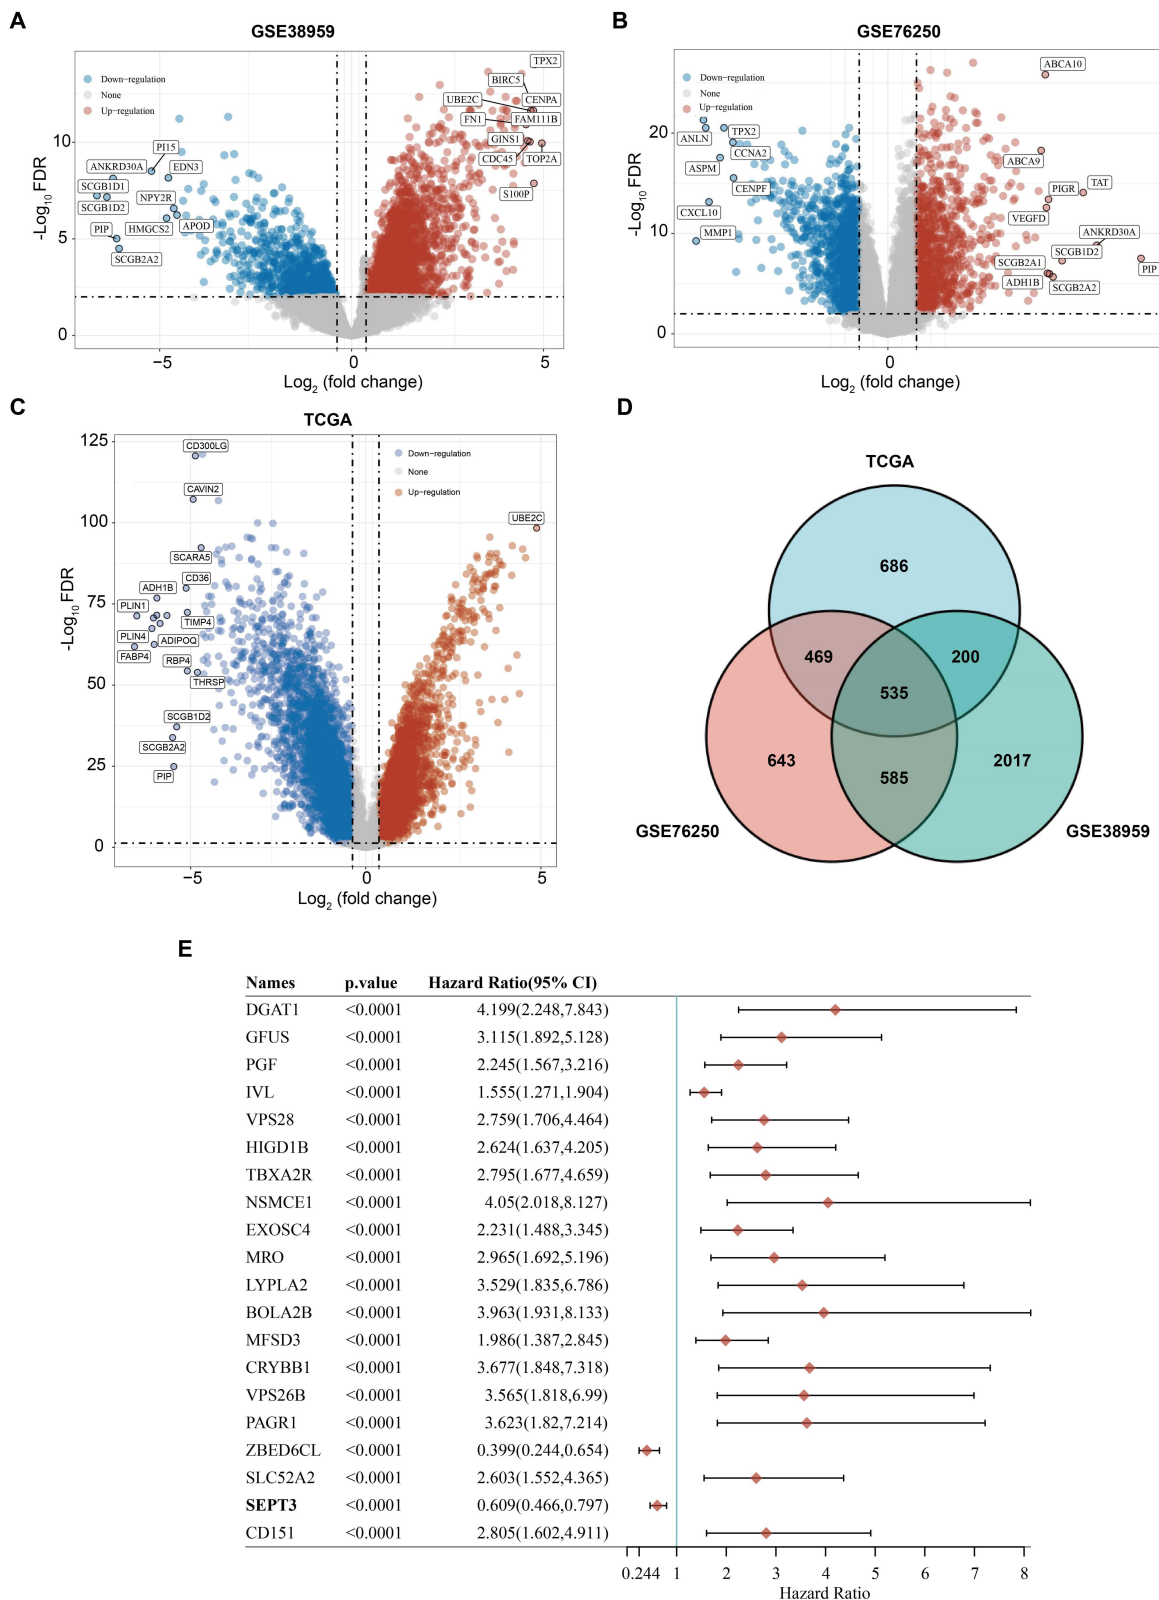 A
GSE38959
Down-regulation
None
Up-regulation
TPX2
BIRC5
UBE2C
CENPA
FN1
FAM111B
GINS1
CDC45
TOP2A
S100P
PI15
ANKRD30A
EDN3
SCGB1D1
NPY2R
SCGB1D2
PIP
HMGCS2
APOD
SCGB2A2
10
5
0
-Log10 FDR
−5
0
5
Log2 (fold change)
B
GSE76250
Down-regulation
None
Up-regulation
ABCA10
ANLN
TPX2
CCNA2
ASPM
CENPF
CXCL10
MMP1
ABCA9
PIGR
TAT
VEGFD
ANKRD30A
SCGB1D2
SCGB2A1
PIP
ADH1B
SCGB2A2
20
10
0
-Log10 FDR
0
Log2 (fold change)
C
TCGA
Down-regulation
None
Up-regulation
CD300LG
CAVIN2
UBE2C
SCARA5
CD36
ADH1B
PLIN1
TIMP4
PLIN4
ADIPOQ
FABP4
RBP4
THRSP
SCGB1D2
SCGB2A2
PIP
125
100
75
50
25
0
-Log10 FDR
−5
0
5
Log2 (fold change)
D
TCGA
686
469
200
535
643
585
2017
GSE76250
GSE38959
E
Names p.value Hazard Ratio(95% CI)
DGAT1 <0.0001 4.199(2.248,7.843)
GFUS <0.0001 3.115(1.892,5.128)
PGF <0.0001 2.245(1.567,3.216)
IVL <0.0001 1.555(1.271,1.904)
VPS28 <0.0001 2.759(1.706,4.464)
HIGD1B <0.0001 2.624(1.637,4.205)
TBXA2R <0.0001 2.795(1.677,4.659)
NSMCE1 <0.0001 4.05(2.018,8.127)
EXOSC4 <0.0001 2.231(1.488,3.345)
MRO <0.0001 2.965(1.692,5.196)
LYPLA2 <0.0001 3.529(1.835,6.786)
BOLA2B <0.0001 3.963(1.931,8.133)
MFSD3 <0.0001 1.986(1.387,2.845)
CRYBB1 <0.0001 3.677(1.848,7.318)
VPS26B <0.0001 3.565(1.818,6.99)
PAGR1 <0.0001 3.623(1.82,7.214)
ZBED6CL <0.0001 0.399(0.244,0.654)
SLC52A2 <0.0001 2.603(1.552,4.365)
SEPT3 <0.0001 0.609(0.466,0.797)
CD151 <0.0001 2.805(1.602,4.911)
0.244 1 2 3 4 5 6 7 8
Hazard Ratio